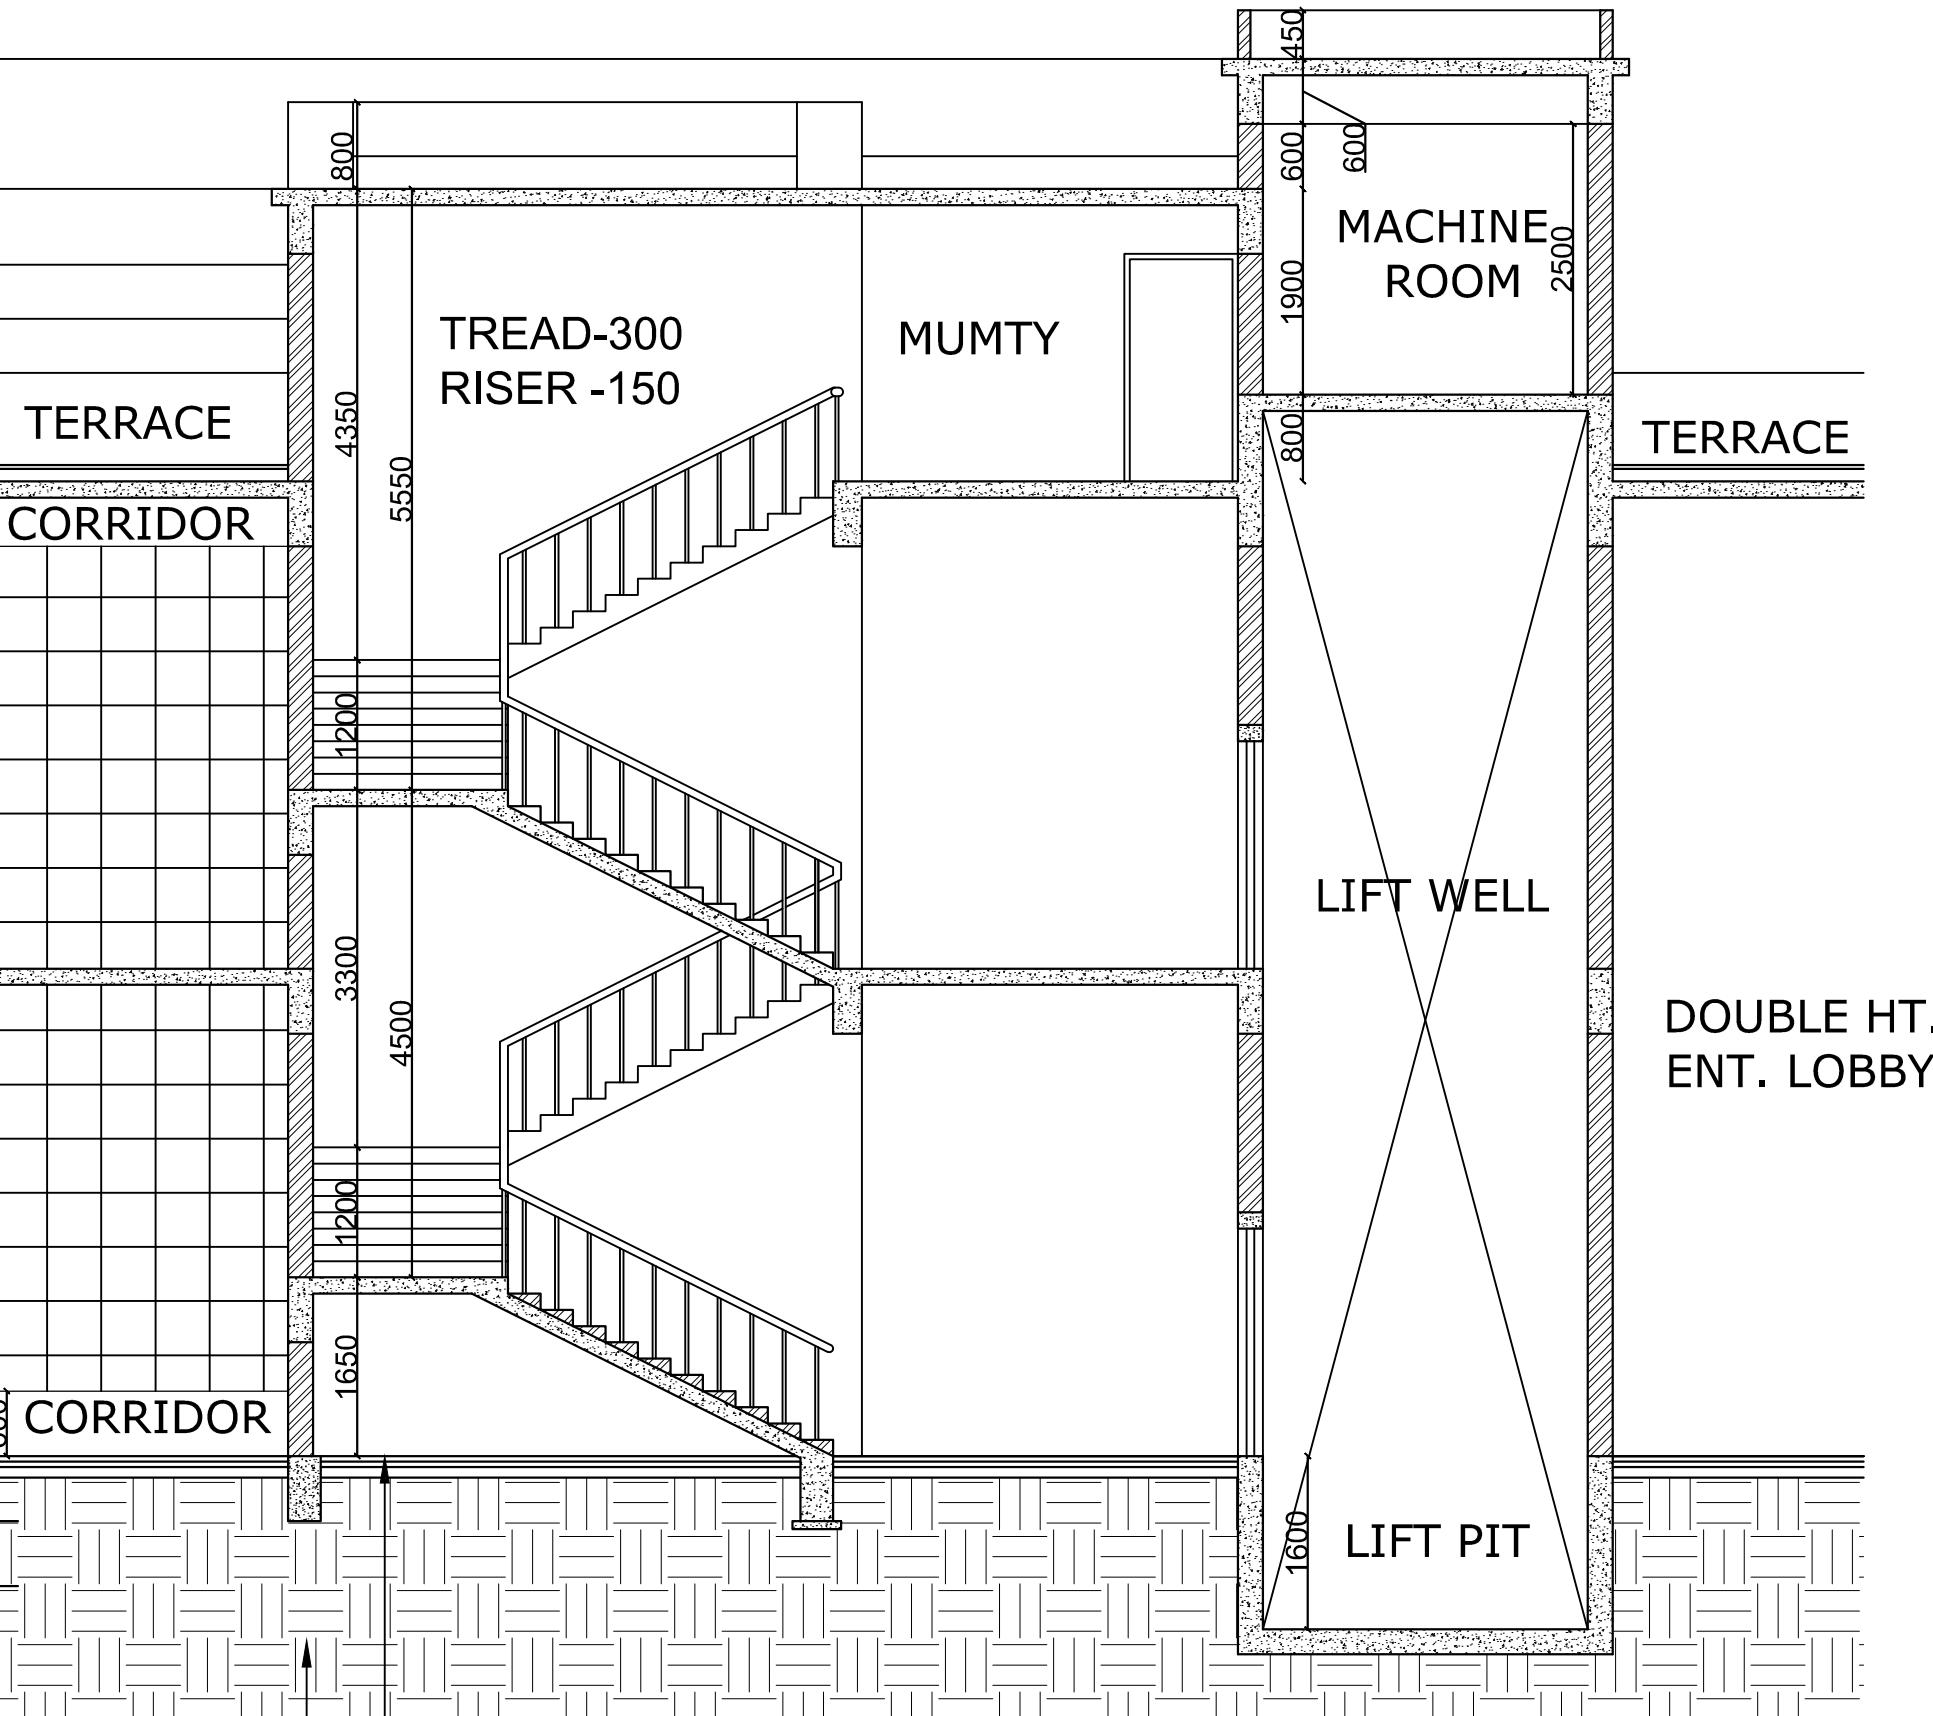 450
800
600
600
MACHINE
ROOM
2500
1900
TREAD-300
RISER -150
MUMTY
4350
5550
TERRACE
800
TERRACE
CORRIDOR
1200
LIFT WELL
3300
4500
DOUBLE HT.
ENT. LOBBY
1200
1650
CORRIDOR
1600
LIFT PIT